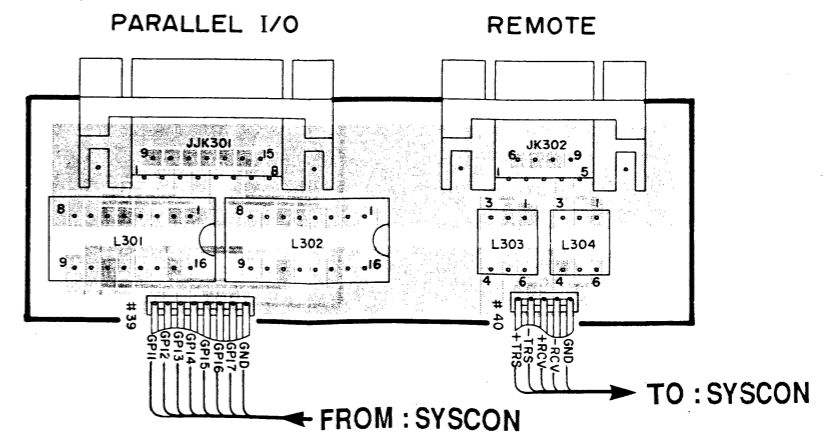 PARALLEL I/O
REMOTE
JJK301
9
15
1
8
JK302
6
9
1
5
8
1
L301
9
16
8
1
L302
9
16
3
1
L303
4
6
3
1
L304
4
6
#39
GPI1
GPI2
GPI3
GPI4
GPI5
GPI6
GPI7
GND
#40
+TRS
-TRS
+RCV
-RCV
GND
FROM : SYSCON
TO : SYSCON